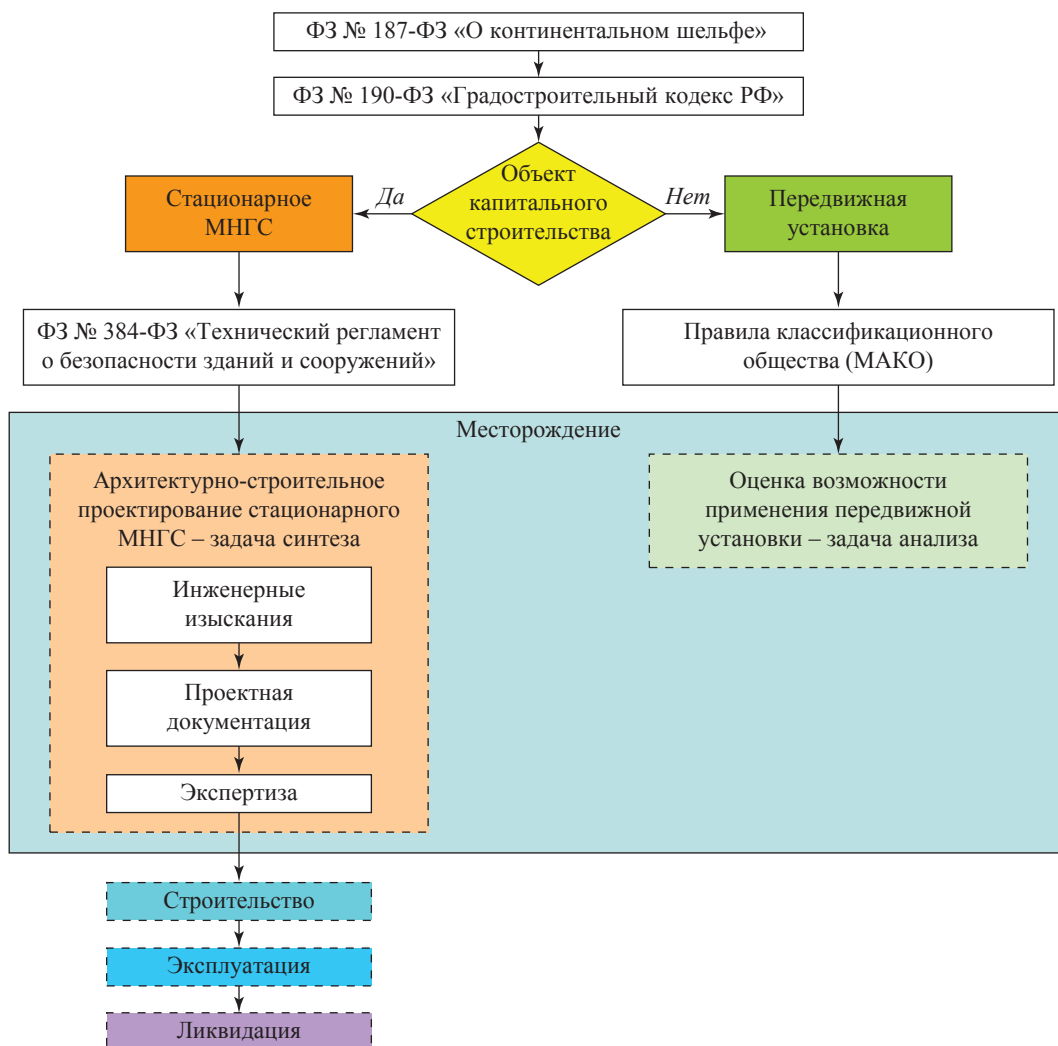 ФЗ № 187-ФЗ «О континентальном шельфе»
ФЗ № 190-ФЗ «Градостроительный кодекс РФ»
Объект
капитального
строительства
Да
Нет
Стационарное
МНГС
Передвижная
установка
ФЗ № 384-ФЗ «Технический регламент
о безопасности зданий и сооружений»
Правила классификационного
общества (МАКО)
Месторождение
Архитектурно-строительное
проектирование стационарного
МНГС – задача синтеза
Оценка возможности
применения передвижной
установки – задача анализа
Инженерные
изыскания
Проектная
документация
Экспертиза
Строительство
Эксплуатация
Ликвидация